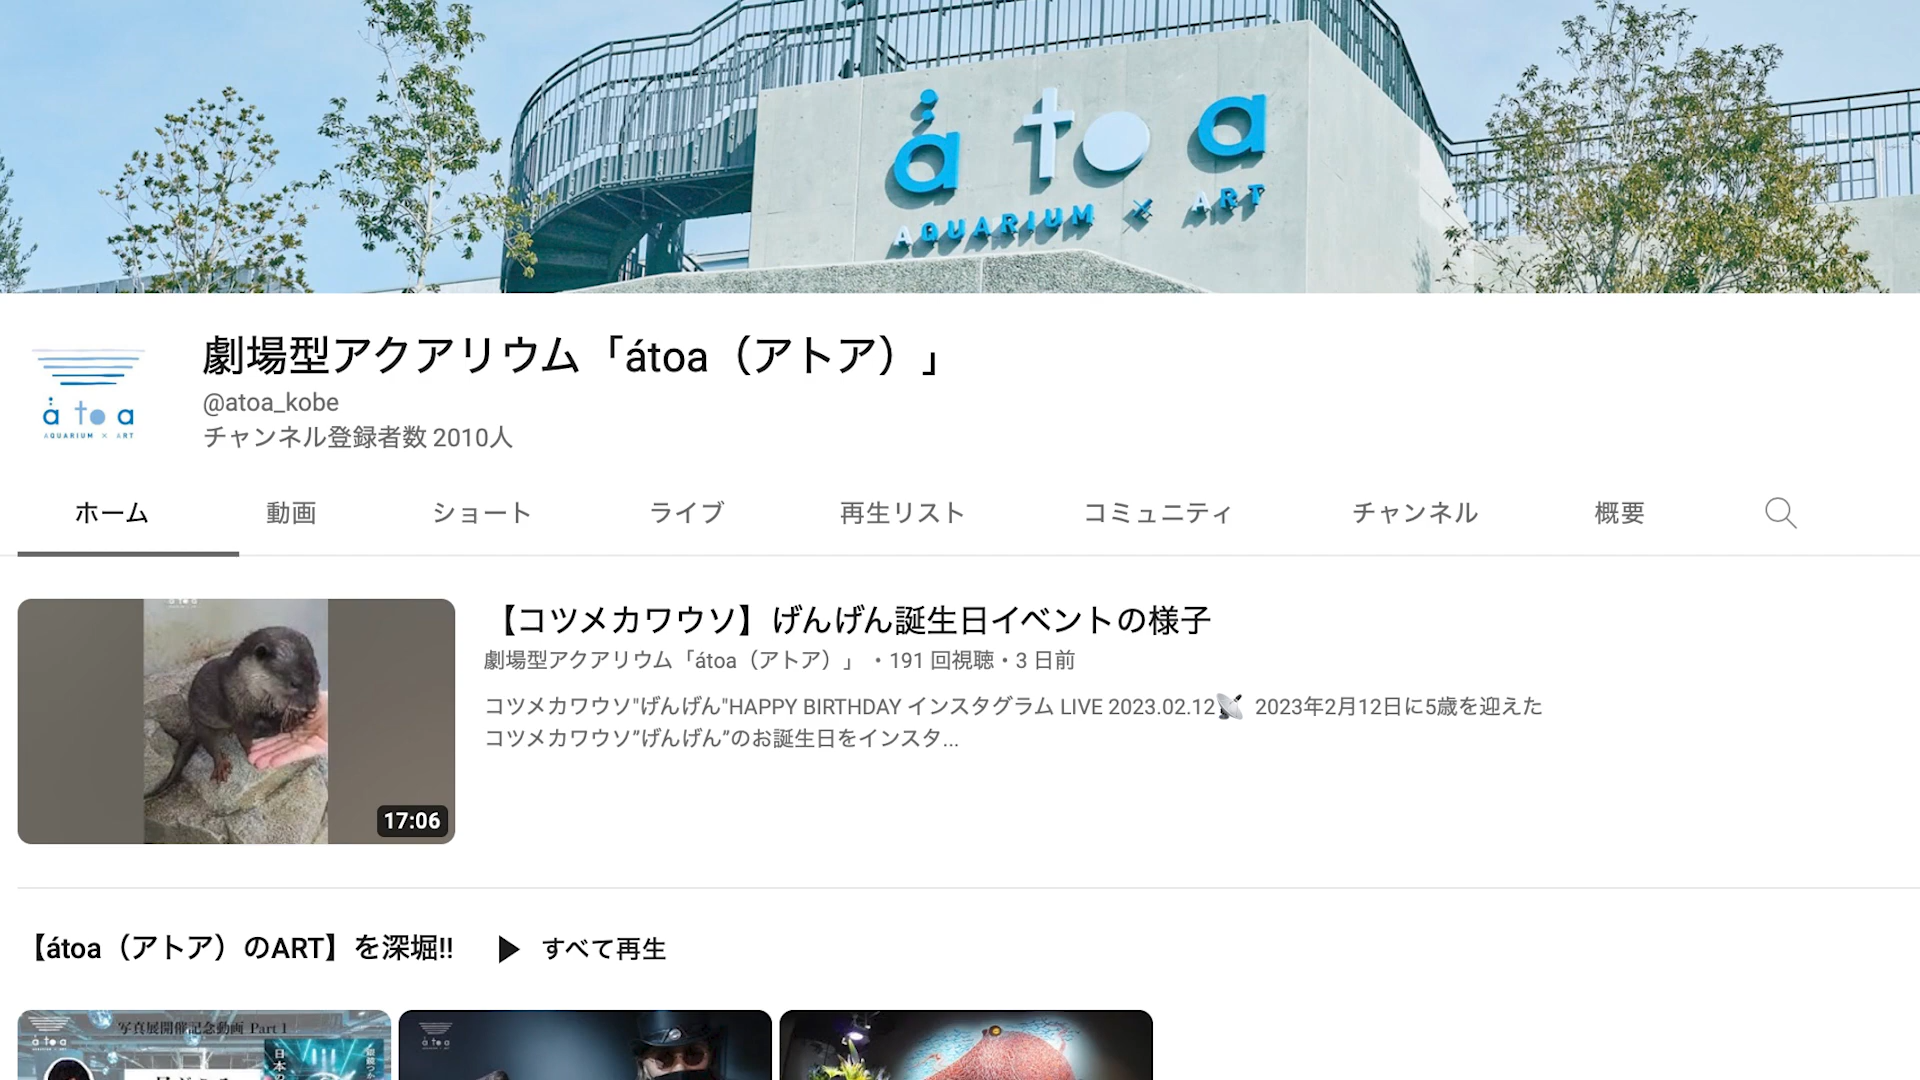 átoa
AQUARIUM × ART
átoa
AQUARIUM × ART
劇場型アクアリウム「átoa（アトア）」
@atoa_kobe
チャンネル登録者数 2010人
ホーム 動画 ショート ライブ 再生リスト コミュニティ チャンネル 概要
átoa
17:06
【コツメカワウソ】げんげん誕生日イベントの様子
劇場型アクアリウム「átoa（アトア）」 ・191 回視聴・3 日前
コツメカワウソ"げんげん"HAPPY BIRTHDAY インスタグラム LIVE 2023.02.12📡 2023年2月12日に5歳を迎えた
コツメカワウソ”げんげん”のお誕生日をインスタ...
【átoa（アトア）のART】を深堀!! ▶ すべて再生
átoa
写真展開催記念動画 Part 1
日本の
átoa